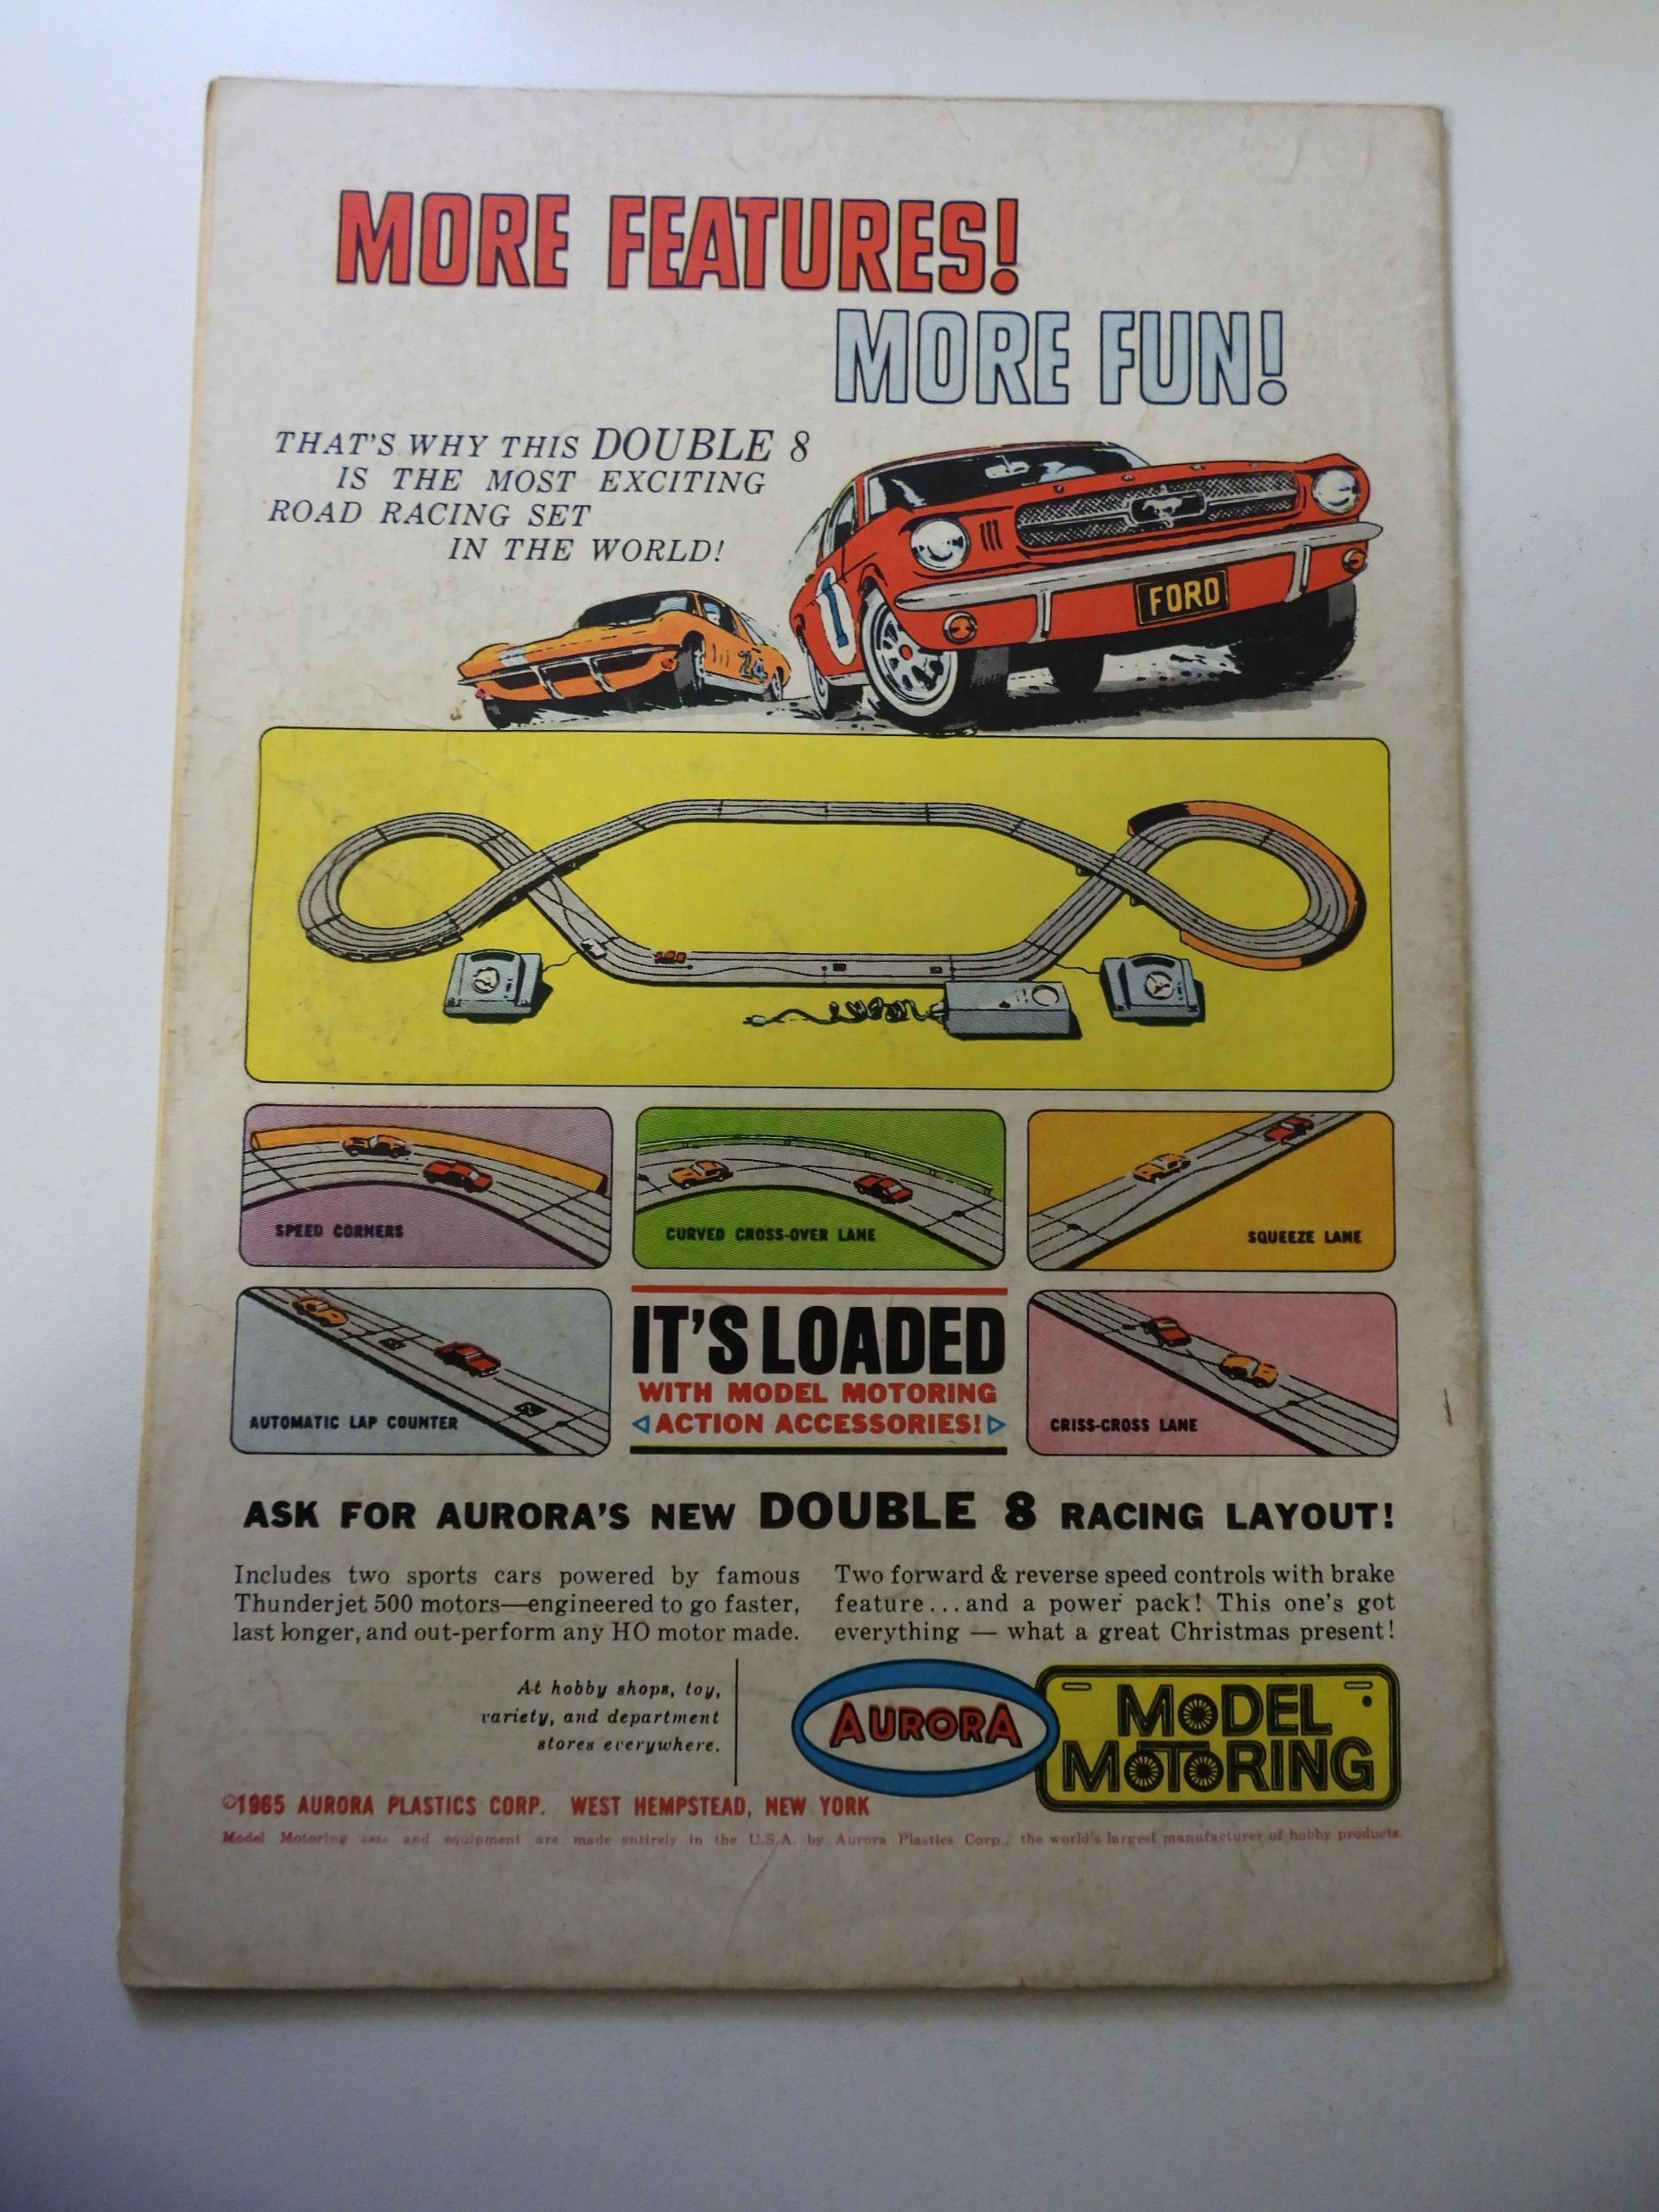 MORE FEATURES!
MORE FUN!
THAT'S WHY THIS DOUBLE 8
IS THE MOST EXCITING
ROAD RACING SET
IN THE WORLD!
FORD
1
24
SPEED CORNERS
CURVED CROSS-OVER LANE
SQUEEZE LANE
AUTOMATIC LAP COUNTER
IT'S LOADED
WITH MODEL MOTORING
ACTION ACCESSORIES!
CRISS-CROSS LANE
ASK FOR AURORA'S NEW DOUBLE 8 RACING LAYOUT!
Includes two sports cars powered by famous
Thunderjet 500 motors—engineered to go faster,
last longer, and out-perform any HO motor made.
Two forward & reverse speed controls with brake
feature...and a power pack! This one's got
everything — what a great Christmas present!
At hobby shops, toy,
variety, and department
stores everywhere.
AURORA
MODEL
MOTORING
©1965 AURORA PLASTICS CORP. WEST HEMPSTEAD, NEW YORK
Model Motoring sets and equipment are made entirely in the U.S.A. by Aurora Plastics Corp., the world's largest manufacturer of hobby products.